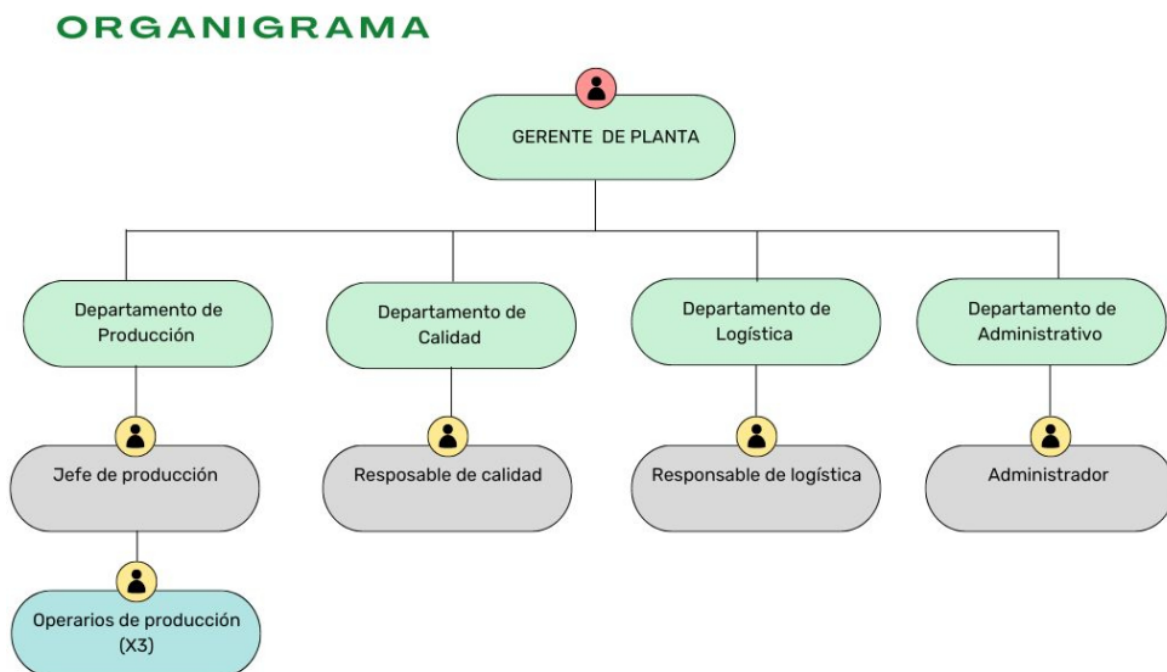 ORGANIGRAMA
GERENTE DE PLANTA
Departamento de
Producción
Departamento de
Calidad
Departamento de
Logística
Departamento de
Administrativo
Jefe de producción
Resposable de calidad
Responsable de logística
Administrador
Operarios de producción
(X3)